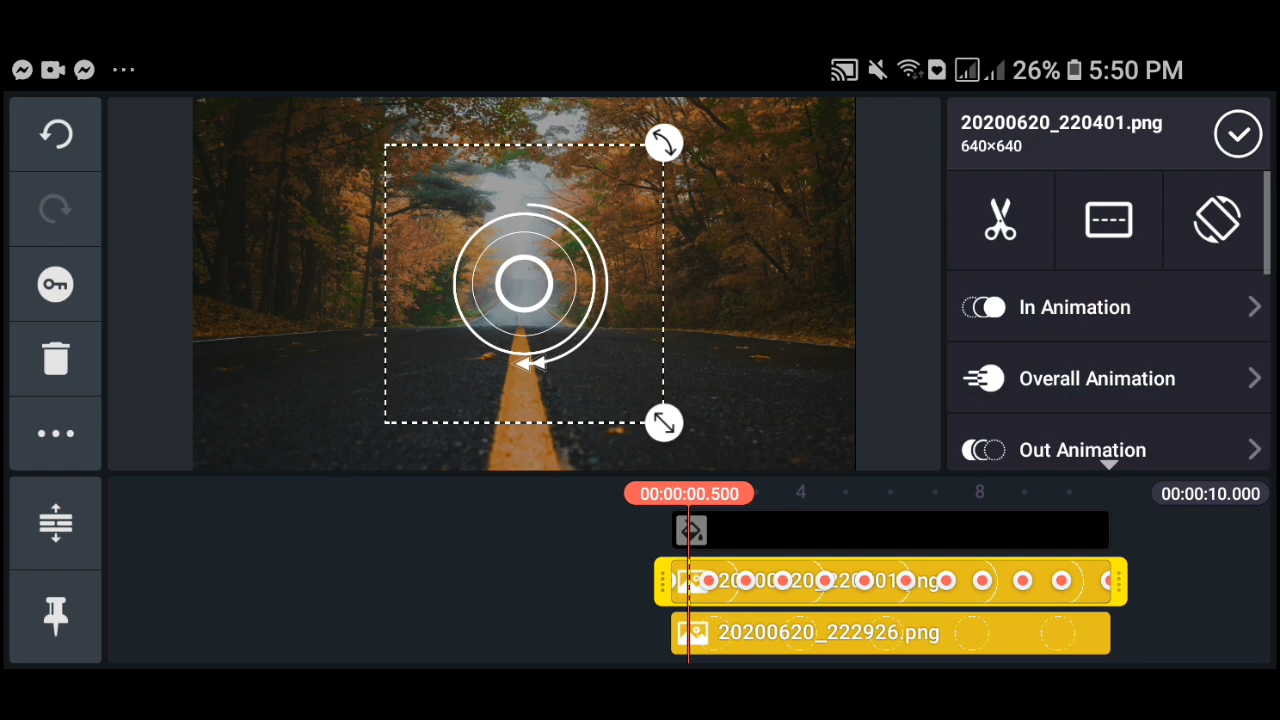 26% 5:50 PM
20200620_220401.png
640×640
In Animation
Overall Animation
Out Animation
00:00:00.500
4
8
00:00:10.000
20200620_222926.png